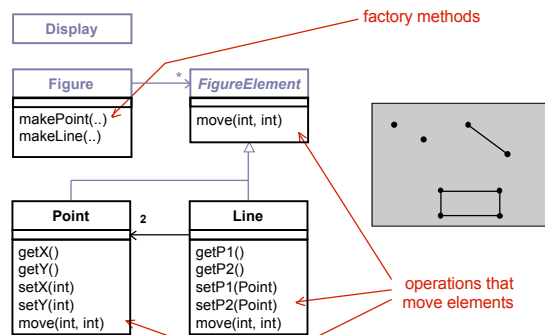 factory methods
Display
Figure
*
FigureElement
makePoint(..)
makeLine(..)
move(int, int)
Point
2
Line
getX()
getY()
setX(int)
setY(int)
move(int, int)
getP1()
getP2()
setP1(Point)
setP2(Point)
move(int, int)
operations that
move elements